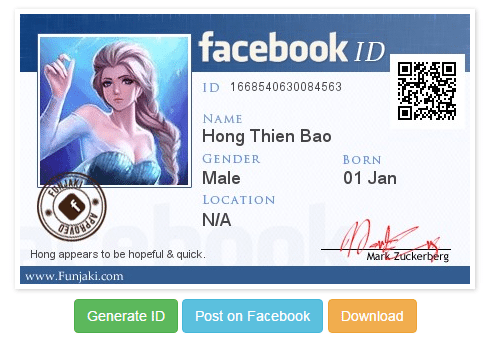 facebook ID
ID 1668540630084563
NAME
Hong Thien Bao
GENDER BORN
Male 01 Jan
LOCATION
N/A
FUNJAKI
f
APPROVED
Hong appears to be hopeful & quick.
Mark Zuckerberg
www.Funjaki.com
Generate ID Post on Facebook Download